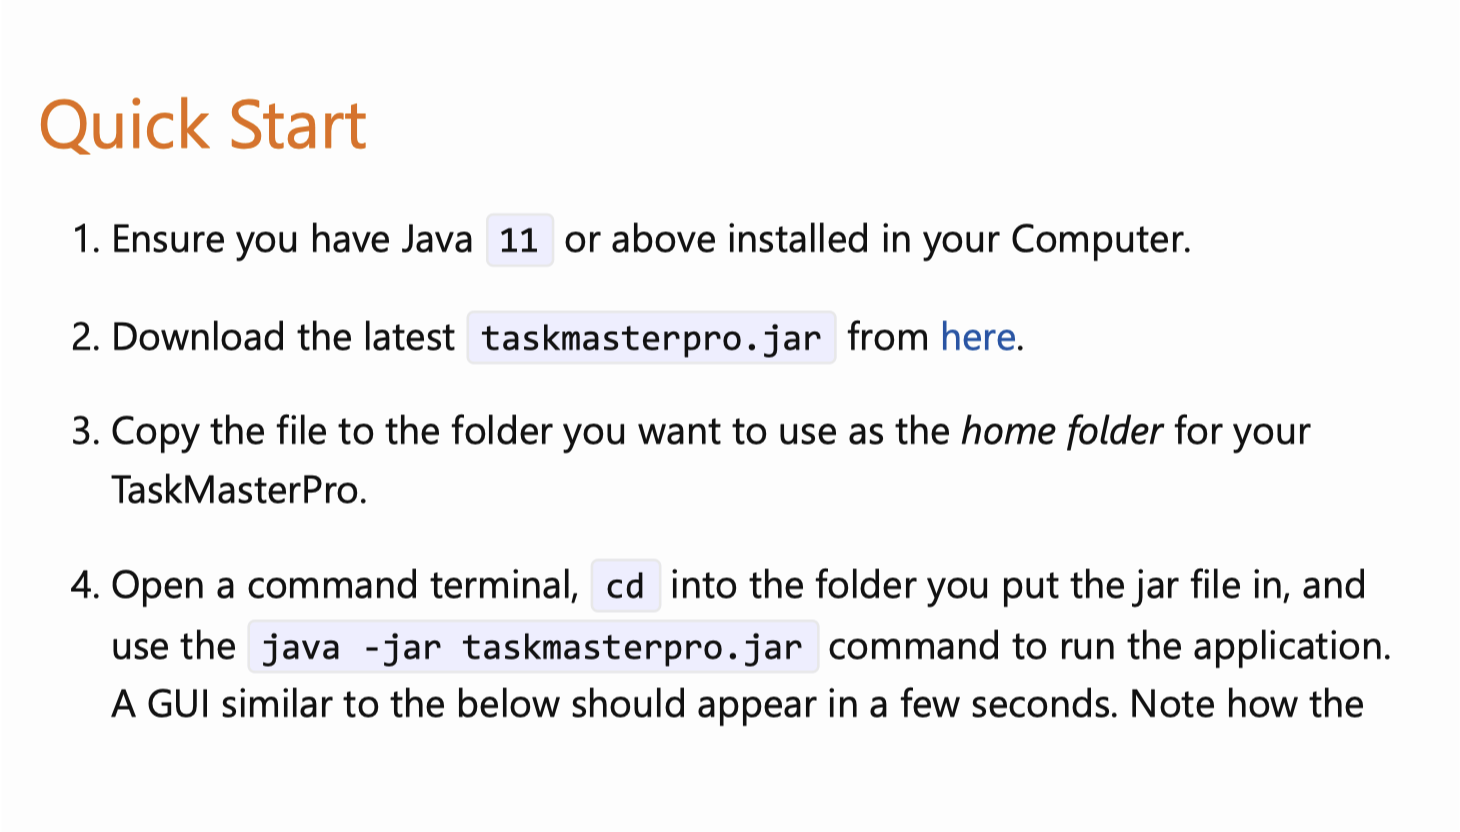 Quick Start
1. Ensure you have Java 11 or above installed in your Computer.
2. Download the latest taskmasterpro.jar from here.
3. Copy the file to the folder you want to use as the home folder for your
TaskMasterPro.
4. Open a command terminal, cd into the folder you put the jar file in, and
use the java -jar taskmasterpro.jar command to run the application.
A GUI similar to the below should appear in a few seconds. Note how the